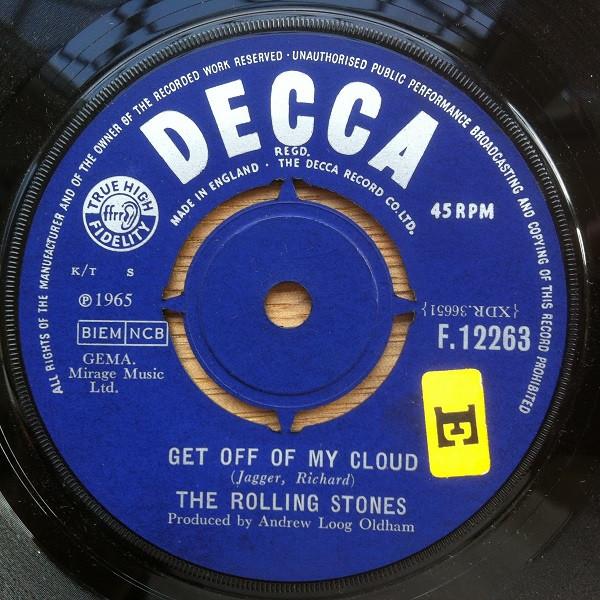 ALL RIGHTS OF THE MANUFACTURER AND OF THE OWNER OF THE RECORDED WORK RESERVED · UNAUTHORISED PUBLIC PERFORMANCE BROADCASTING AND COPYING OF THIS RECORD PROHIBITED
DECCA
REGD.
MADE IN ENGLAND · THE DECCA RECORD CO. LTD.
TRUE HIGH
ffrr
FIDELITY
45 RPM
K/T S
℗ 1965
BIEM NCB
GEMA.
Mirage Music
Ltd.
{XDR.36651}
F.12263
E
GET OFF OF MY CLOUD
(Jagger, Richard)
THE ROLLING STONES
Produced by Andrew Loog Oldham